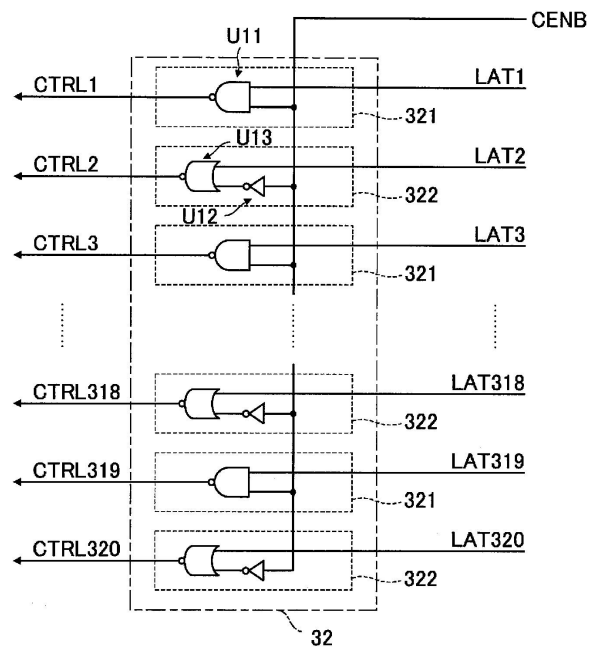 CENB
U11
CTRL1
LAT1
321
U13
CTRL2
LAT2
U12
322
CTRL3
LAT3
321
CTRL318
LAT318
322
CTRL319
LAT319
321
CTRL320
LAT320
322
32